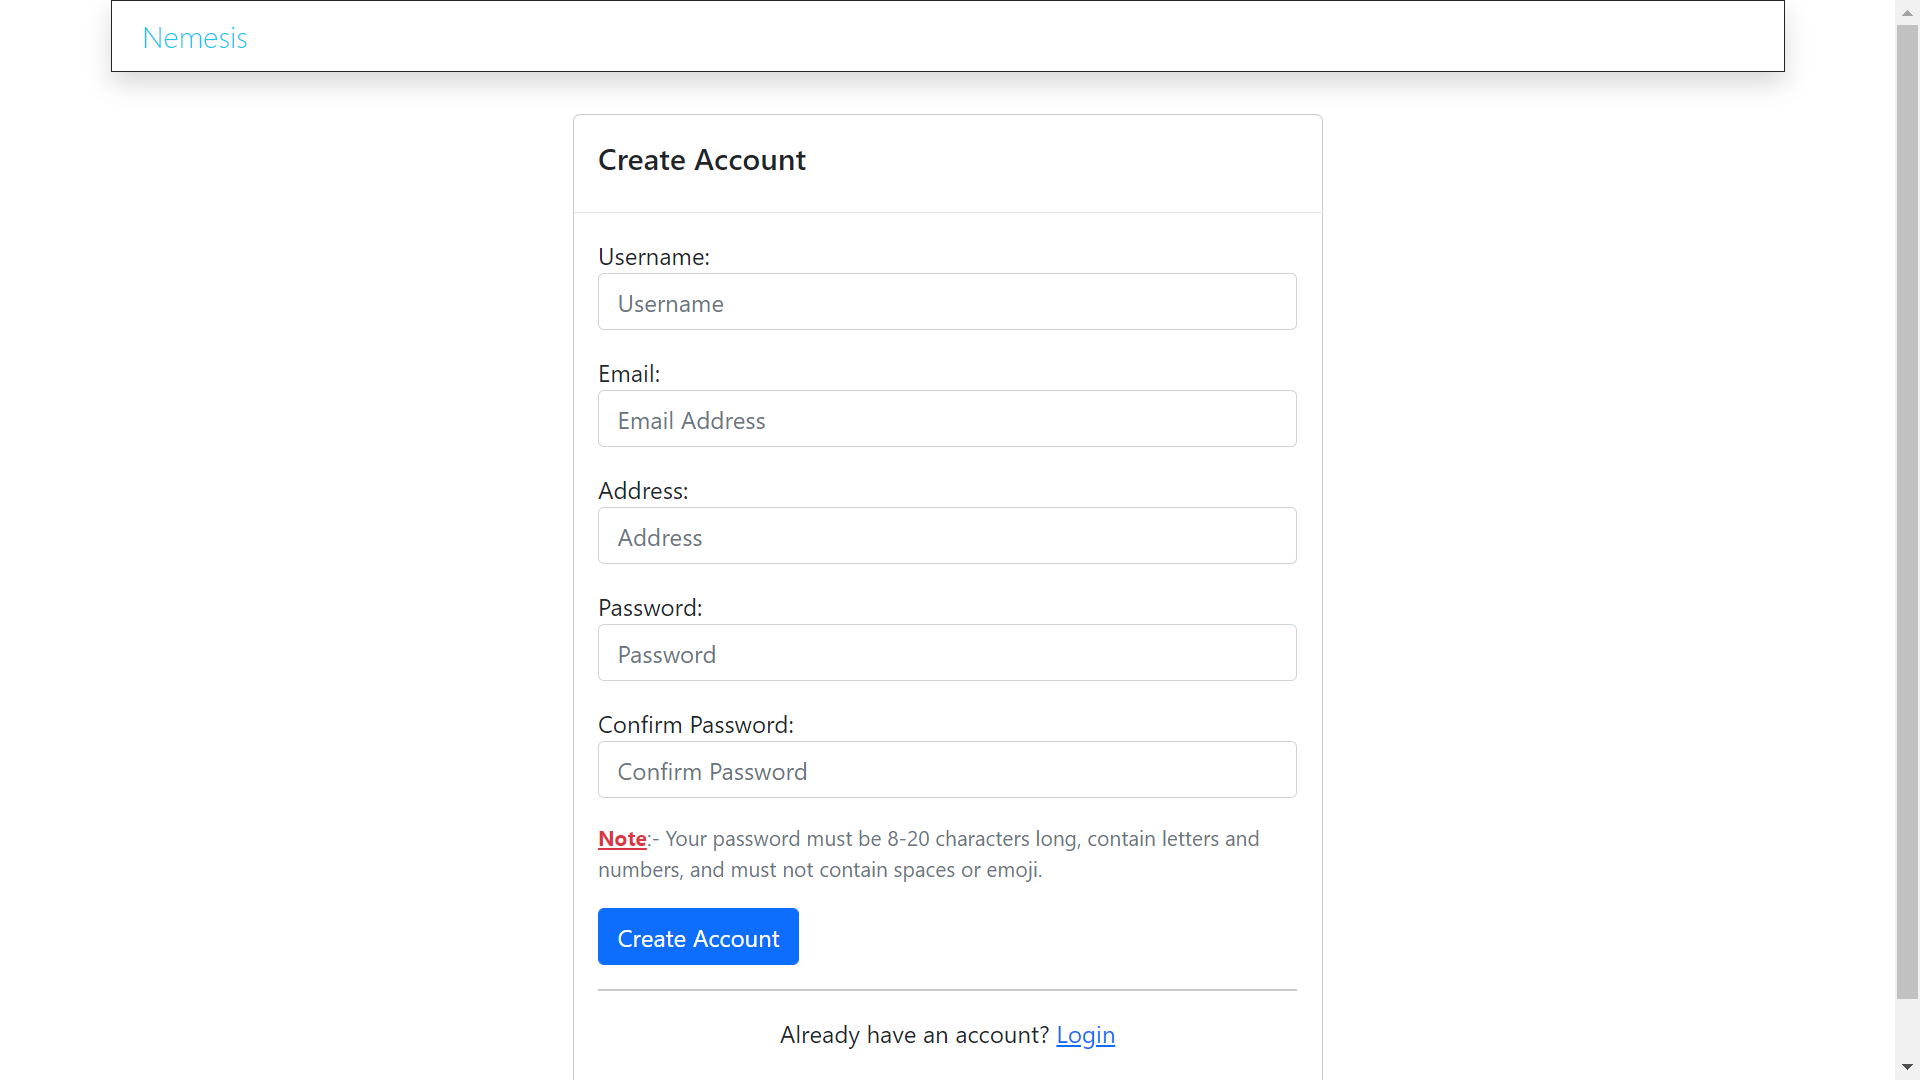 Nemesis
Create Account
Username:
Username
Email:
Email Address
Address:
Address
Password:
Password
Confirm Password:
Confirm Password
Note:- Your password must be 8-20 characters long, contain letters and
numbers, and must not contain spaces or emoji.
Create Account
Already have an account? Login